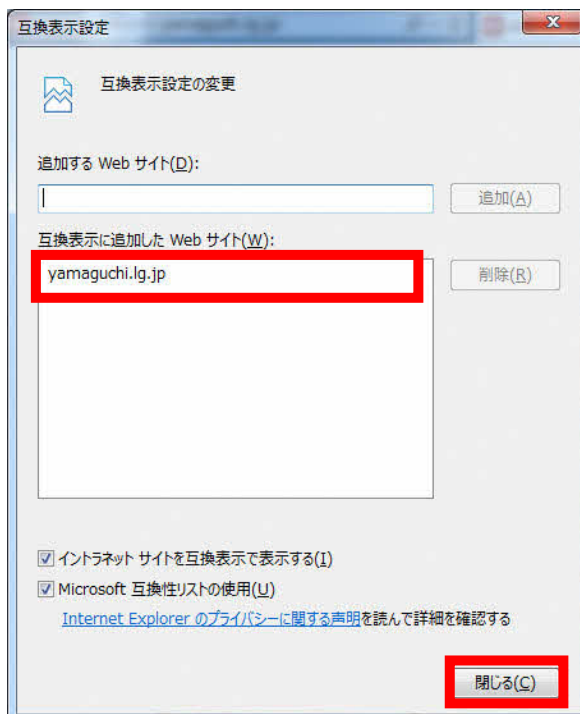 互換表示設定
互換表示設定の変更
追加する Web サイト(D):
追加(A)
互換表示に追加した Web サイト(W):
yamaguchi.lg.jp
削除(R)
イントラネット サイトを互換表示で表示する(I)
Microsoft 互換性リストの使用(U)
Internet Explorer のプライバシーに関する声明を読んで詳細を確認する
閉じる(C)